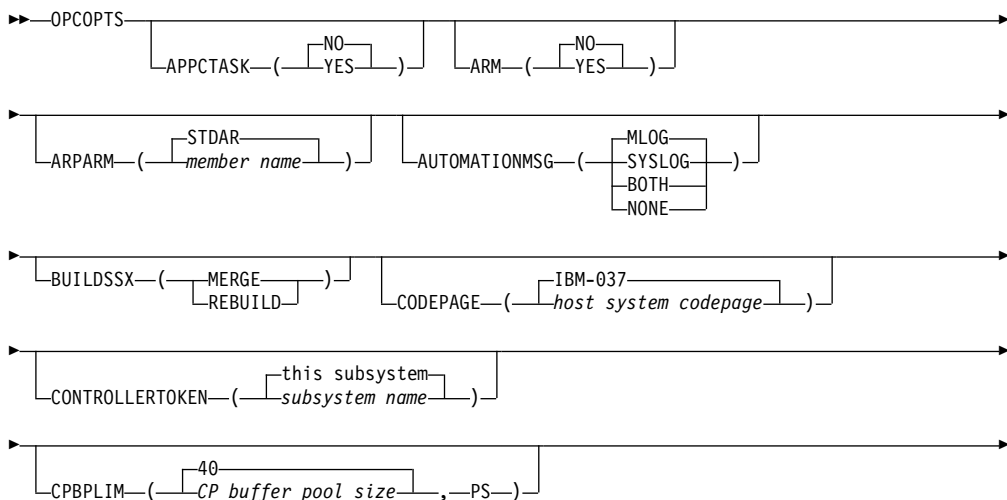 OPCOPTS
NO
NO
APPCTASK ( YES ) ARM ( YES )
STDAR MLOG
ARPARM ( member name ) AUTOMATIONMSG ( SYSLOG )
BOTH
NONE
BUILDSSX ( MERGE ) IBM-037
REBUILD CODEPAGE ( host system codepage )
this subsystem
CONTROLLERTOKEN ( subsystem name )
40
CPBPLIM ( CP buffer pool size , PS )